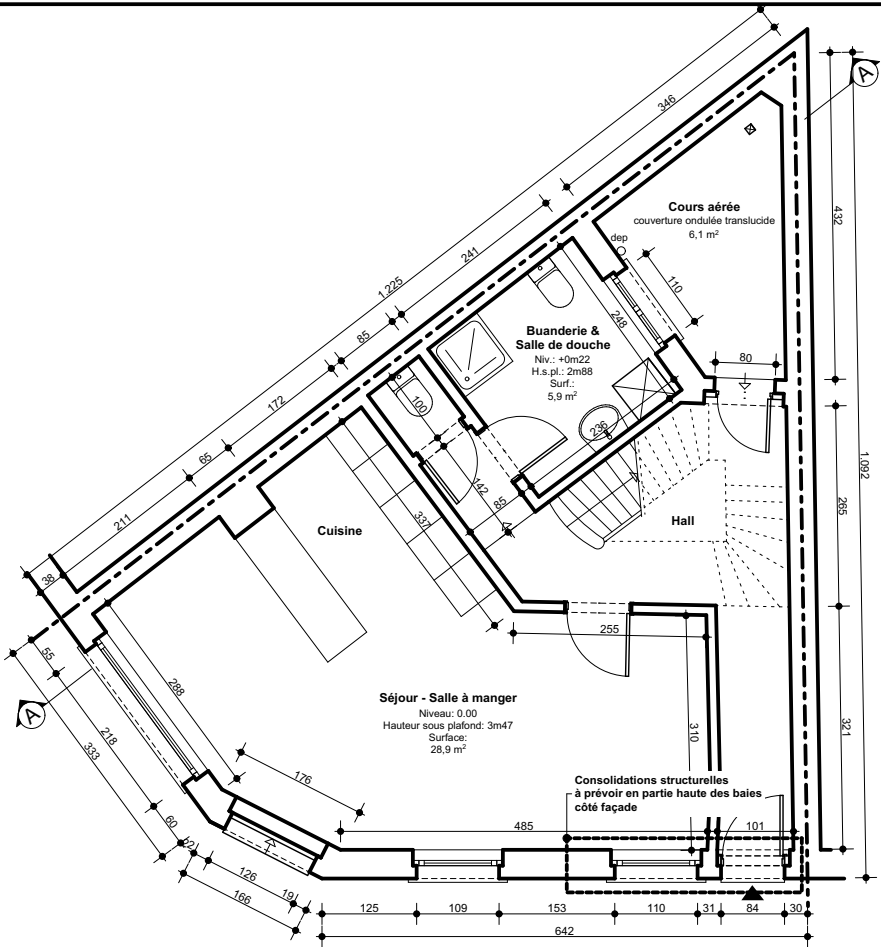 346
A
432
Cours aérée
couverture ondulée translucide
6,1 m²
dep
241
1.225
110
85
248
Buanderie &
Salle de douche
Niv.: +0m22
H.s.pl.: 2m88
Surf.:
5,9 m²
80
172
100
236
65
1.092
142
85
265
211
337
Cuisine
Hall
38
255
55
288
Séjour - Salle à manger
Niveau: 0.00
Hauteur sous plafond: 3m47
Surface:
28,9 m²
310
321
A
218
333
176
Consolidations structurelles
à prévoir en partie haute des baies
côté façade
60
485
101
22
126
166
19
125
109
153
110
31
84
30
642